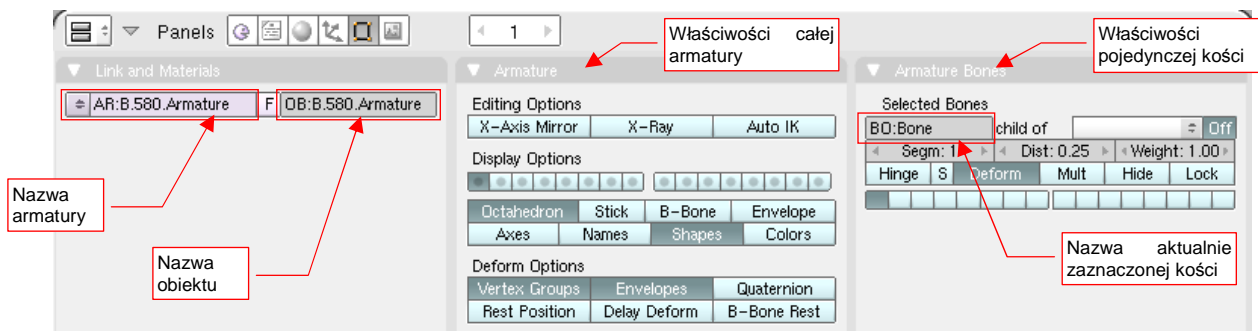 Panels
1
Właściwości całej
armatury
Właściwości
pojedynczej kości
Link and Materials
Armature
Armature Bones
AR:B.580.Armature F OB:B.580.Armature
Nazwa
armatury
Nazwa
obiektu
Editing Options
X-Axis Mirror X-Ray Auto IK
Display Options
Octahedron Stick B-Bone Envelope
Axes Names Shapes Colors
Deform Options
Vertex Groups Envelopes Quaternion
Rest Position Delay Deform B-Bone Rest
Selected Bones
BO:Bone child of Off
Segm: 1 Dist: 0.25 Weight: 1.00
Hinge S Deform Mult Hide Lock
Nazwa aktualnie
zaznaczonej kości